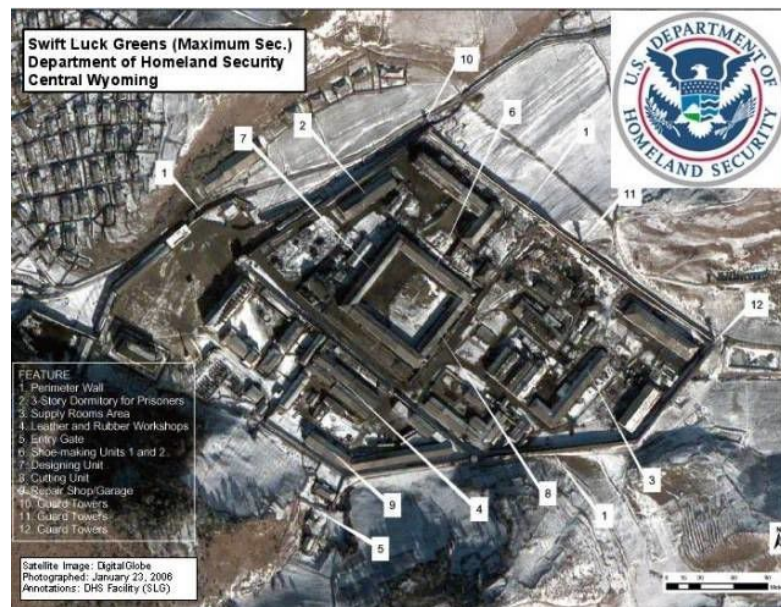 Swift Luck Greens (Maximum Sec.)
Department of Homeland Security
Central Wyoming
U.S. DEPARTMENT OF
HOMELAND SECURITY
10
7
2
6
1
1
11
12
FEATURE
1. Perimeter Wall
2. 3-Story Dormitory for Prisoners
3. Supply Rooms Area
4. Leather and Rubber Workshops
5. Entry Gate
6. Shoe-making Units 1 and 2
7. Designing Unit
8. Cutting Unit
9. Repair Shop/Garage
10. Guard Towers
11. Guard Towers
12. Guard Towers
9
4
8
1
3
5
Satellite Image: DigitalGlobe
Photographed: January 23, 2006
Annotations: DHS Facility (SLG)